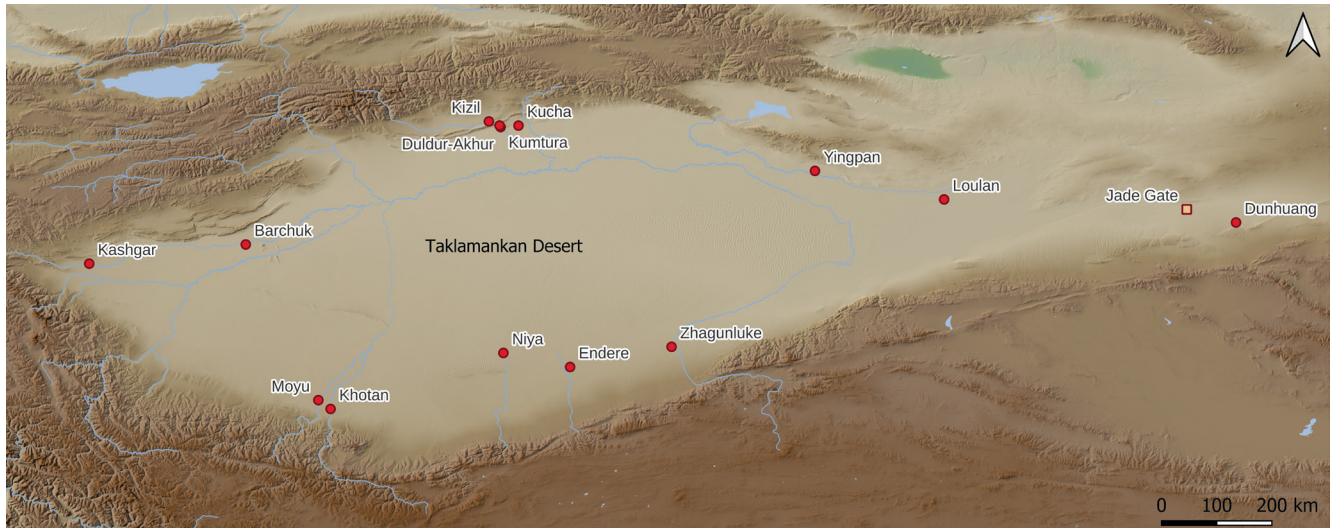 Kizil
Kucha
Duldur-Akhur
Kumtura
Yingpan
Loulan
Jade Gate
Dunhuang
Barchuk
Kashgar
Taklamankan Desert
Niya
Endere
Zhagunluke
Moyu
Khotan
0 100 200 km